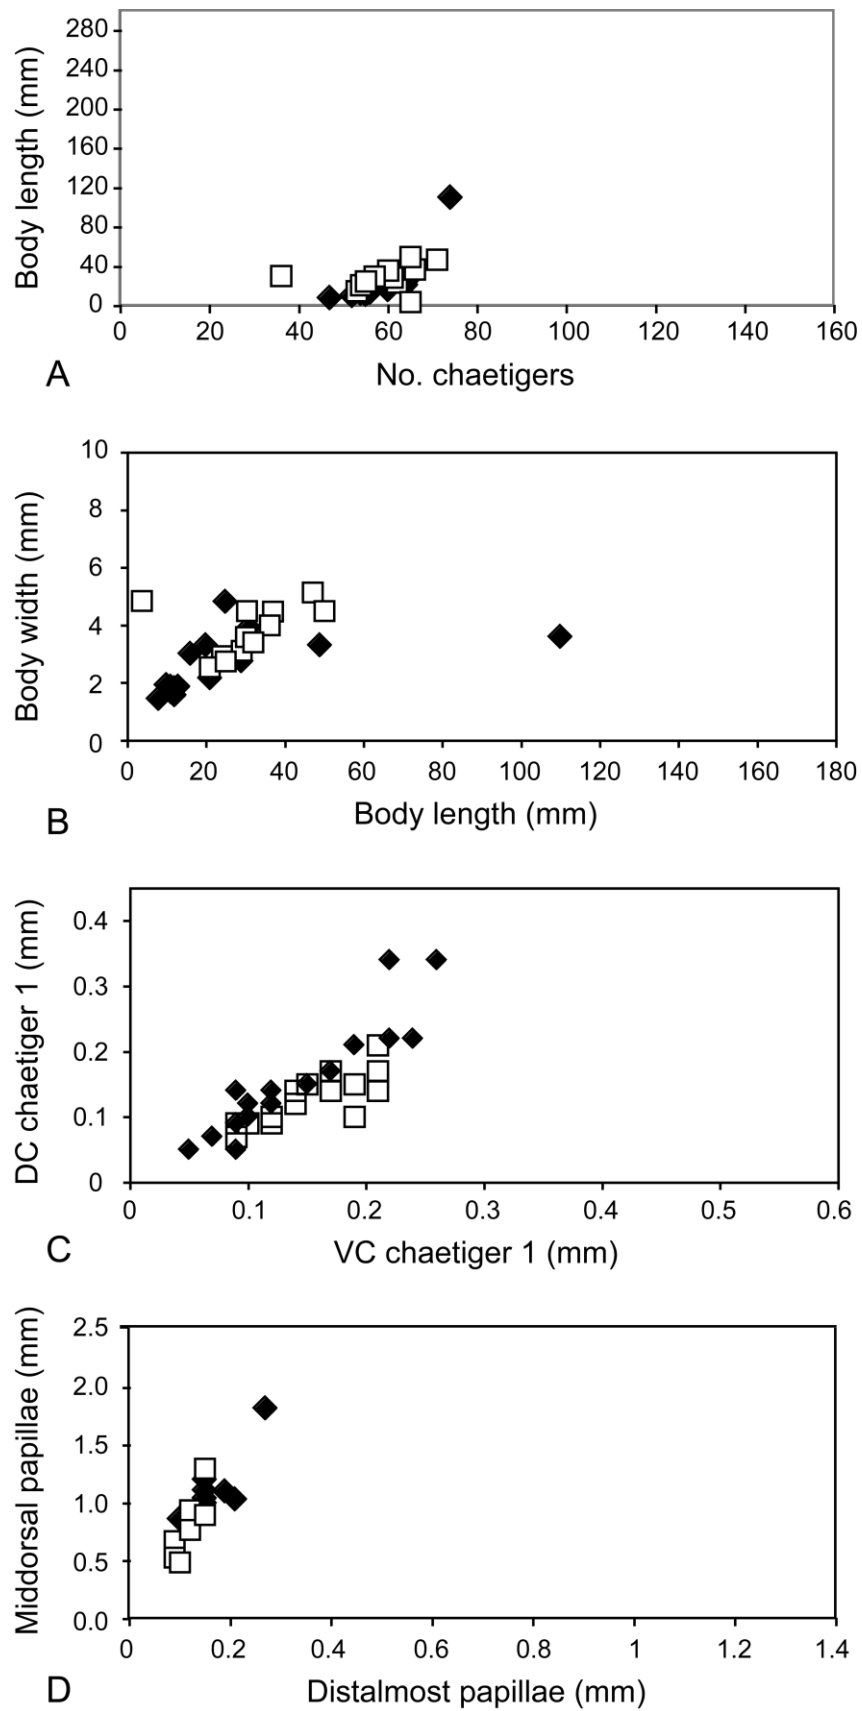 Body length (mm)
280
240
200
160
120
80
40
0
0 20 40 60 80 100 120 140 160
A
No. chaetigers
Body width (mm)
10
8
6
4
2
0
0 20 40 60 80 100 120 140 160 180
B
Body length (mm)
DC chaetiger 1 (mm)
0.4
0.3
0.2
0.1
0
0 0.1 0.2 0.3 0.4 0.5 0.6
C
VC chaetiger 1 (mm)
Middorsal papillae (mm)
2.5
2.0
1.5
1.0
0.5
0.0
0 0.2 0.4 0.6 0.8 1 1.2 1.4
D
Distalmost papillae (mm)